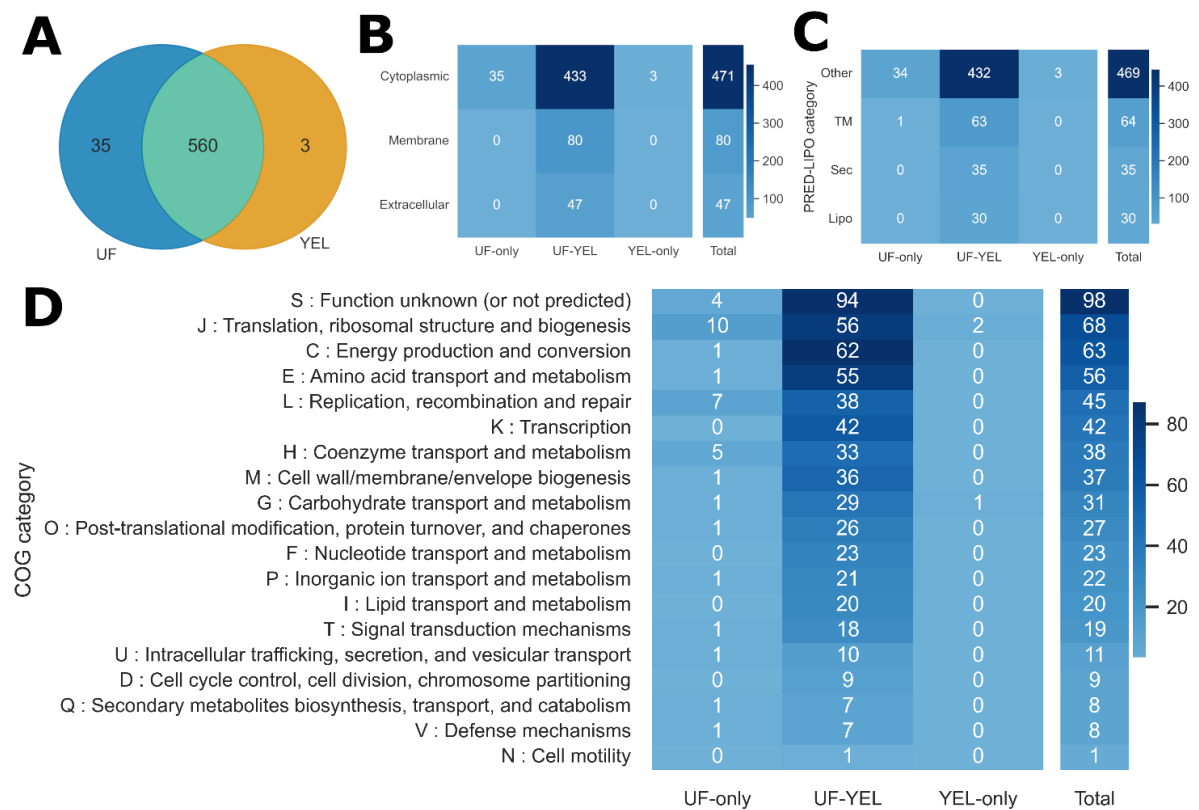 A
35
560
3
UF
YEL
B
Cytoplasmic 35 433 3 471
Membrane 0 80 0 80
Extracellular 0 47 0 47
UF-only UF-YEL YEL-only Total
400
300
200
100
C
PRED-LIPO category
Other 34 432 3 469
TM 1 63 0 64
Sec 0 35 0 35
Lipo 0 30 0 30
UF-only UF-YEL YEL-only Total
400
300
200
100
D
COG category
S : Function unknown (or not predicted) 4 94 0 98
J : Translation, ribosomal structure and biogenesis 10 56 2 68
C : Energy production and conversion 1 62 0 63
E : Amino acid transport and metabolism 1 55 0 56
L : Replication, recombination and repair 7 38 0 45
K : Transcription 0 42 0 42
H : Coenzyme transport and metabolism 5 33 0 38
M : Cell wall/membrane/envelope biogenesis 1 36 0 37
G : Carbohydrate transport and metabolism 1 29 1 31
O : Post-translational modification, protein turnover, and chaperones 1 26 0 27
F : Nucleotide transport and metabolism 0 23 0 23
P : Inorganic ion transport and metabolism 1 21 0 22
I : Lipid transport and metabolism 0 20 0 20
T : Signal transduction mechanisms 1 18 0 19
U : Intracellular trafficking, secretion, and vesicular transport 1 10 0 11
D : Cell cycle control, cell division, chromosome partitioning 0 9 0 9
Q : Secondary metabolites biosynthesis, transport, and catabolism 1 7 0 8
V : Defense mechanisms 1 7 0 8
N : Cell motility 0 1 0 1
UF-only UF-YEL YEL-only Total
80
60
40
20